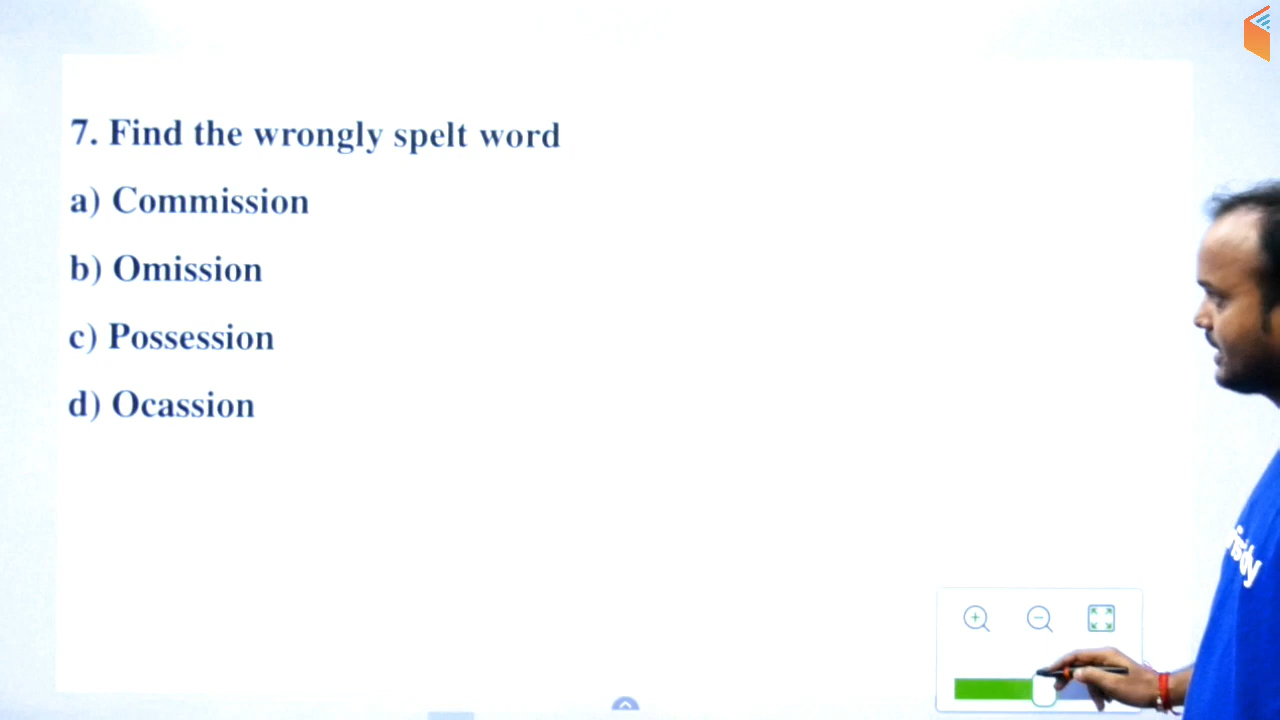 7. Find the wrongly spelt word
a) Commission
b) Omission
c) Possession
d) Ocassion